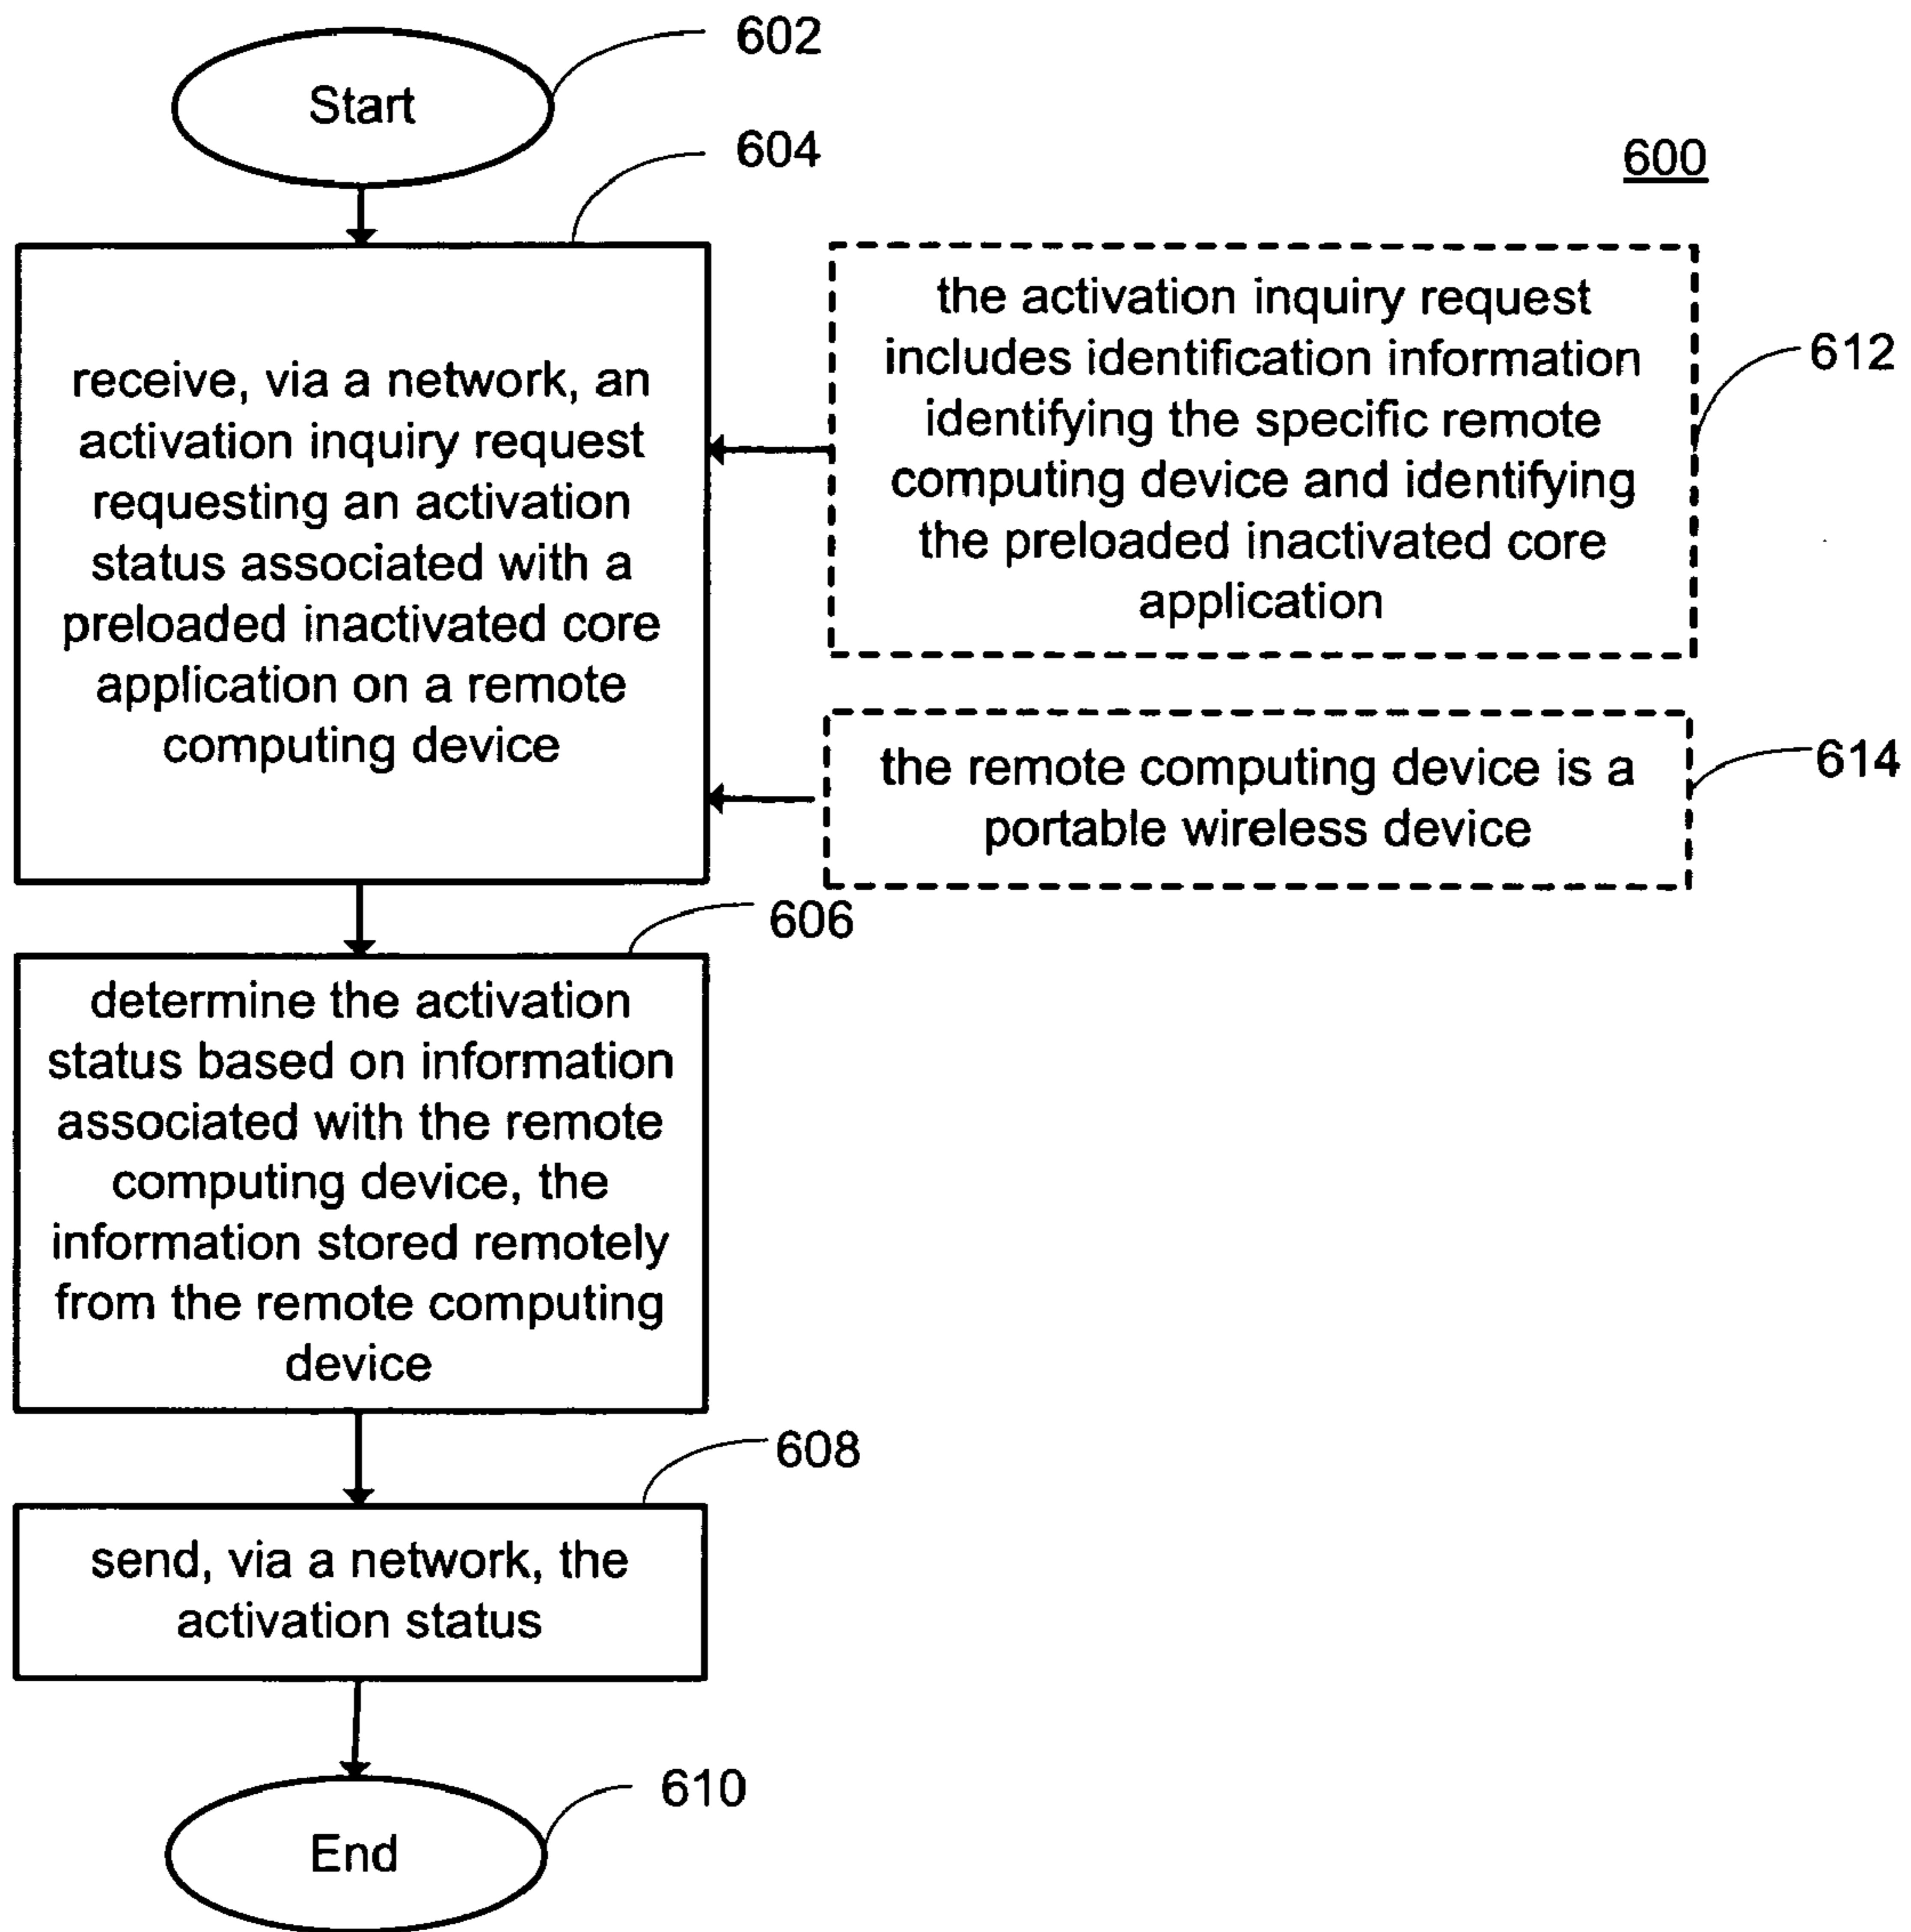 602
Start
604
600
receive, via a network, an
activation inquiry request
requesting an activation
status associated with a
preloaded inactivated core
application on a remote
computing device
the activation inquiry request
includes identification information
identifying the specific remote
computing device and identifying
the preloaded inactivated core
application
612
the remote computing device is a
portable wireless device
614
606
determine the activation
status based on information
associated with the remote
computing device, the
information stored remotely
from the remote computing
device
608
send, via a network, the
activation status
610
End